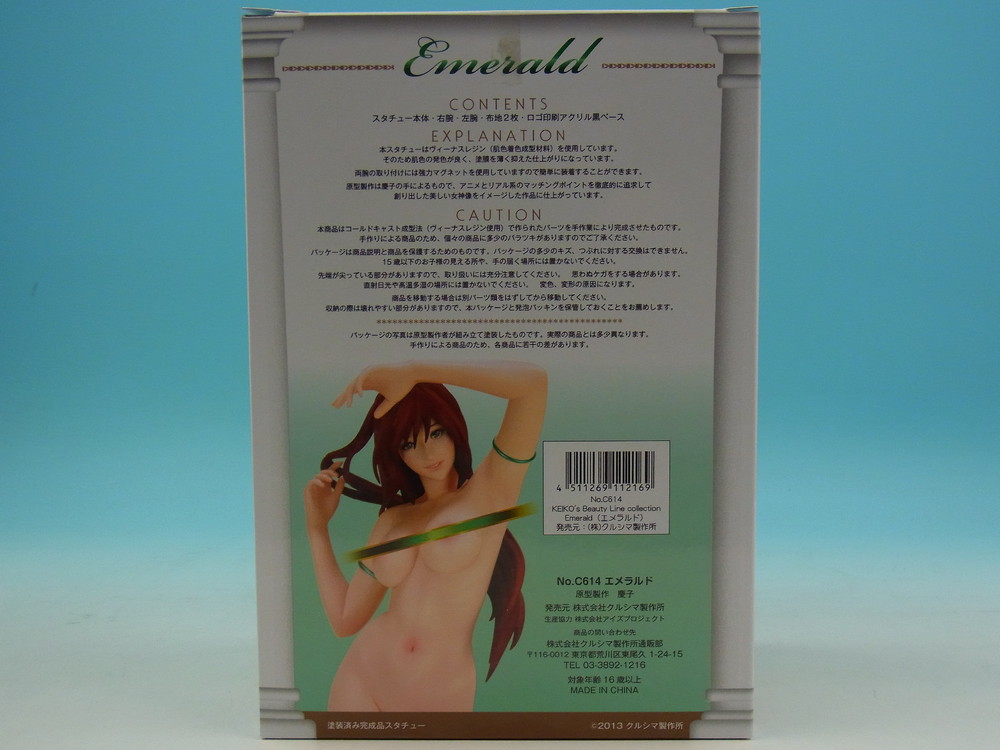 Emerald
CONTENTS
スタチュー本体・右腕・左腕・布地2枚・ロゴ印刷アクリル黒ベース
EXPLANATION
本スタチューはヴィーナスレジン（肌色着色成型材料）を使用しています。
そのため肌色の発色が良く、塗膜を薄く抑えた仕上がりになっています。
両腕の取り付けには強力マグネットを使用していますので簡単に装着することができます。
原型製作は慶子の手によるもので、アニメとリアル系のマッチングポイントを徹底的に追求して
創り出した美しい女神像をイメージした作品に仕上がっています。
CAUTION
本商品はコールドキャスト成型法（ヴィーナスレジン使用）で作られたパーツを手作業により完成させたものです。
手作りによる商品のため、個々の商品に多少のバラツキがありますのでご了承ください。
パッケージは商品説明と商品を保護するためのものです。パッケージの多少のキズ、つぶれに対する交換はできません。
15歳以下のお子様の見える所や、手の届く場所には置かないでください。
先端が尖っている部分がありますので、取り扱いには充分注意してください。 思わぬケガをする場合があります。
直射日光や高温多湿の場所には置かないでください。 変色、変形の原因になります。
商品を移動する場合は別パーツ類をはずしてから移動してください。
収納の際は壊れやすい部分がありますので、本パッケージと発泡パッキンを保管しておくことをお薦めします。
パッケージの写真は原型製作者が組み立て塗装したものです。実際の商品とは多少異なります。
手作りによる商品のため、各商品に若干の差があります。
4 511269 112169
No.C614
KEIKO's Beauty Line collection
Emerald（エメラルド）
発売元：(株)クルシマ製作所
No.C614 エメラルド
原型製作 慶子
発売元 株式会社クルシマ製作所
生産協力 株式会社アイズプロジェクト
商品の問い合わせ先
株式会社クルシマ製作所通販部
〒116-0012 東京都荒川区東尾久 1-24-15
TEL 03-3892-1216
対象年齢16歳以上
MADE IN CHINA
塗装済み完成品スタチュー
©2013 クルシマ製作所